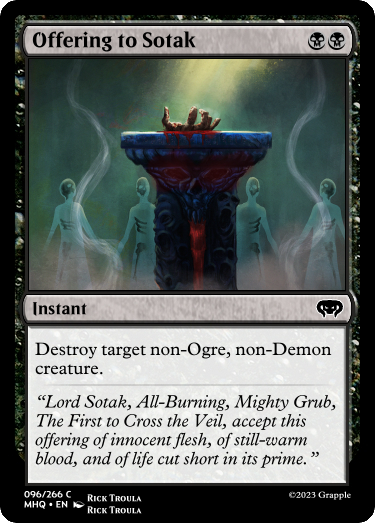 Offering to Sotak
Instant
Destroy target non-Ogre, non-Demon
creature.
“Lord Sotak, All-Burning, Mighty Grub,
The First to Cross the Veil, accept this
offering of innocent flesh, of still-warm
blood, and of life cut short in its prime.”
096/266 C
MHQ • EN Rick Troula
Rick Troula
©2023 Grapple